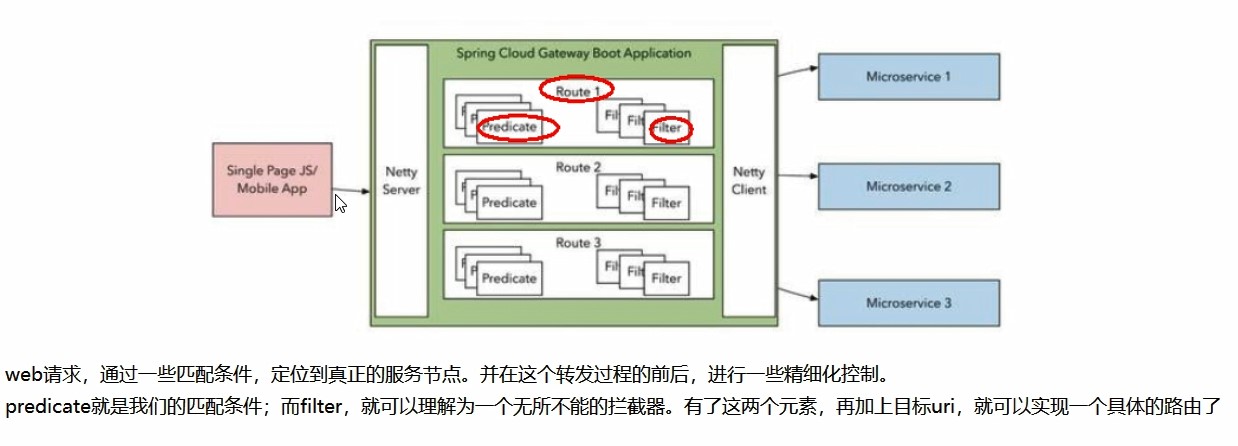 Spring Cloud Gateway Boot Application
Single Page JS/
Mobile App
Netty
Server
Route 1
Predicate
Fil
Filt
Filter
Route 2
Predicate
Fil
Filt
Filter
Route 3
Predicate
Fil
Filt
Filter
Netty
Client
Microservice 1
Microservice 2
Microservice 3
web请求，通过一些匹配条件，定位到真正的服务节点。并在这个转发过程的前后，进行一些精细化控制。
predicate就是我们的匹配条件；而filter，就可以理解为一个无所不能的拦截器。有了这两个元素，再加上目标uri，就可以实现一个具体的路由了